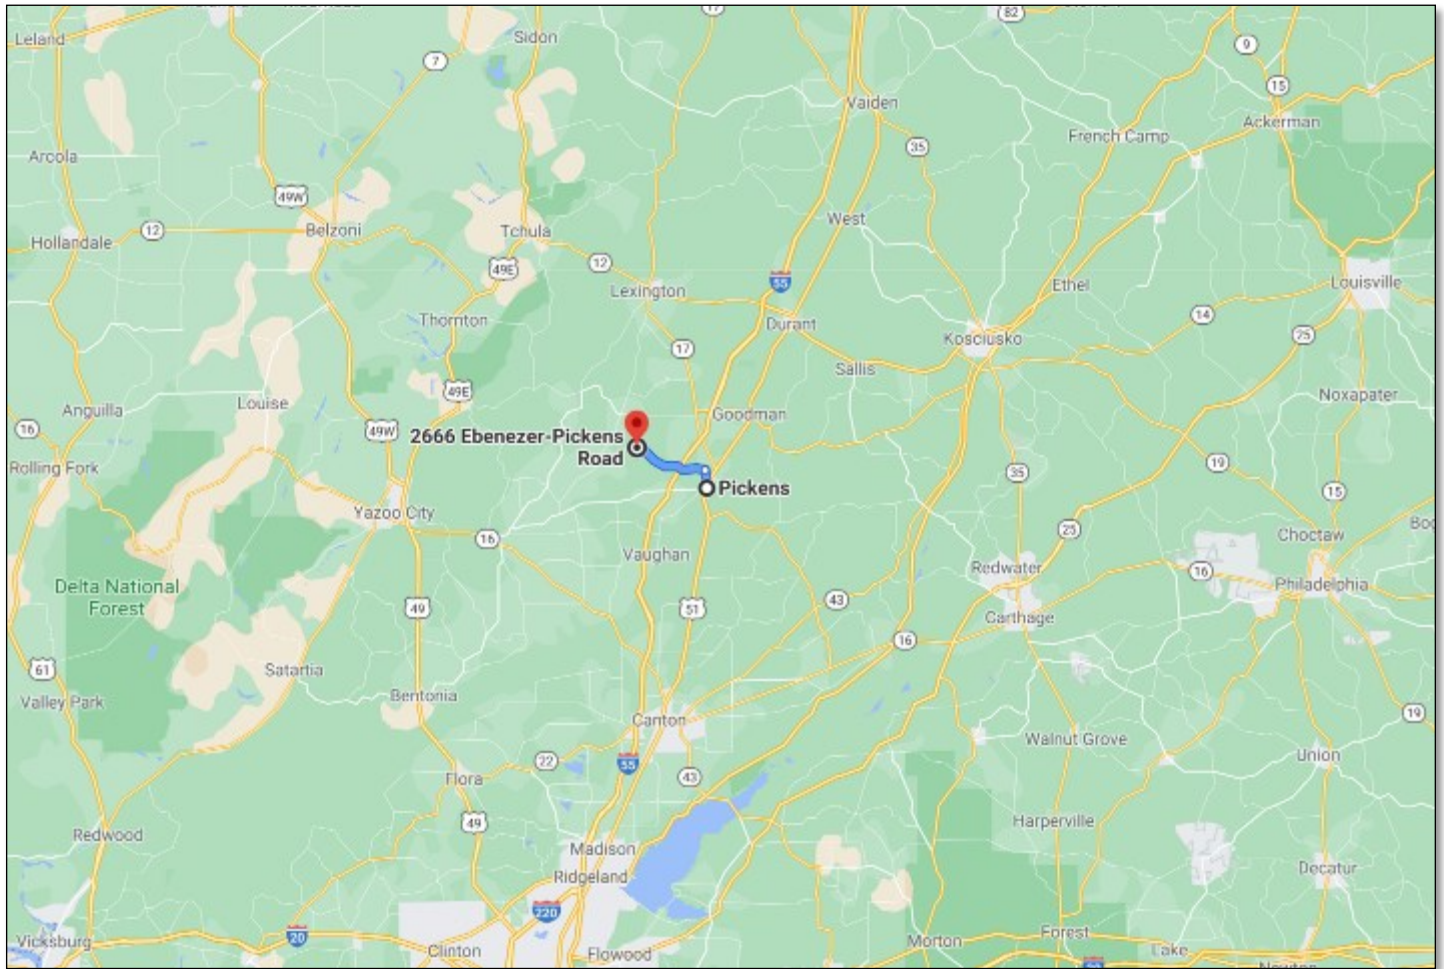 17
82
Leland
Sidon
9
7
15
Vaiden
Ackerman
French Camp
35
Arcola
49W
West
12
Belzoni
Tchula
Hollandale
12
49E
55
Ethel
Louisville
Lexington
14
Thornton
Durant
25
Kosciusko
17
Sallis
49E
Noxapater
Louise
Anguilla
Goodman
16
49W
2666 Ebenezer-Pickens
Road
19
Rolling Fork
35
Pickens
15
Yazoo City
25
Choctaw
16
Vaughan
Redwater
16
Philadelphia
Delta National
Forest
43
49
51
Carthage
16
61
Satartia
Bentonia
Valley Park
19
Canton
Walnut Grove
Union
22
55
43
Flora
49
Harperville
Redwood
Madison
Decatur
Ridgeland
220
20
Forest
Vicksburg
Morton
Clinton
Flowood
Lake